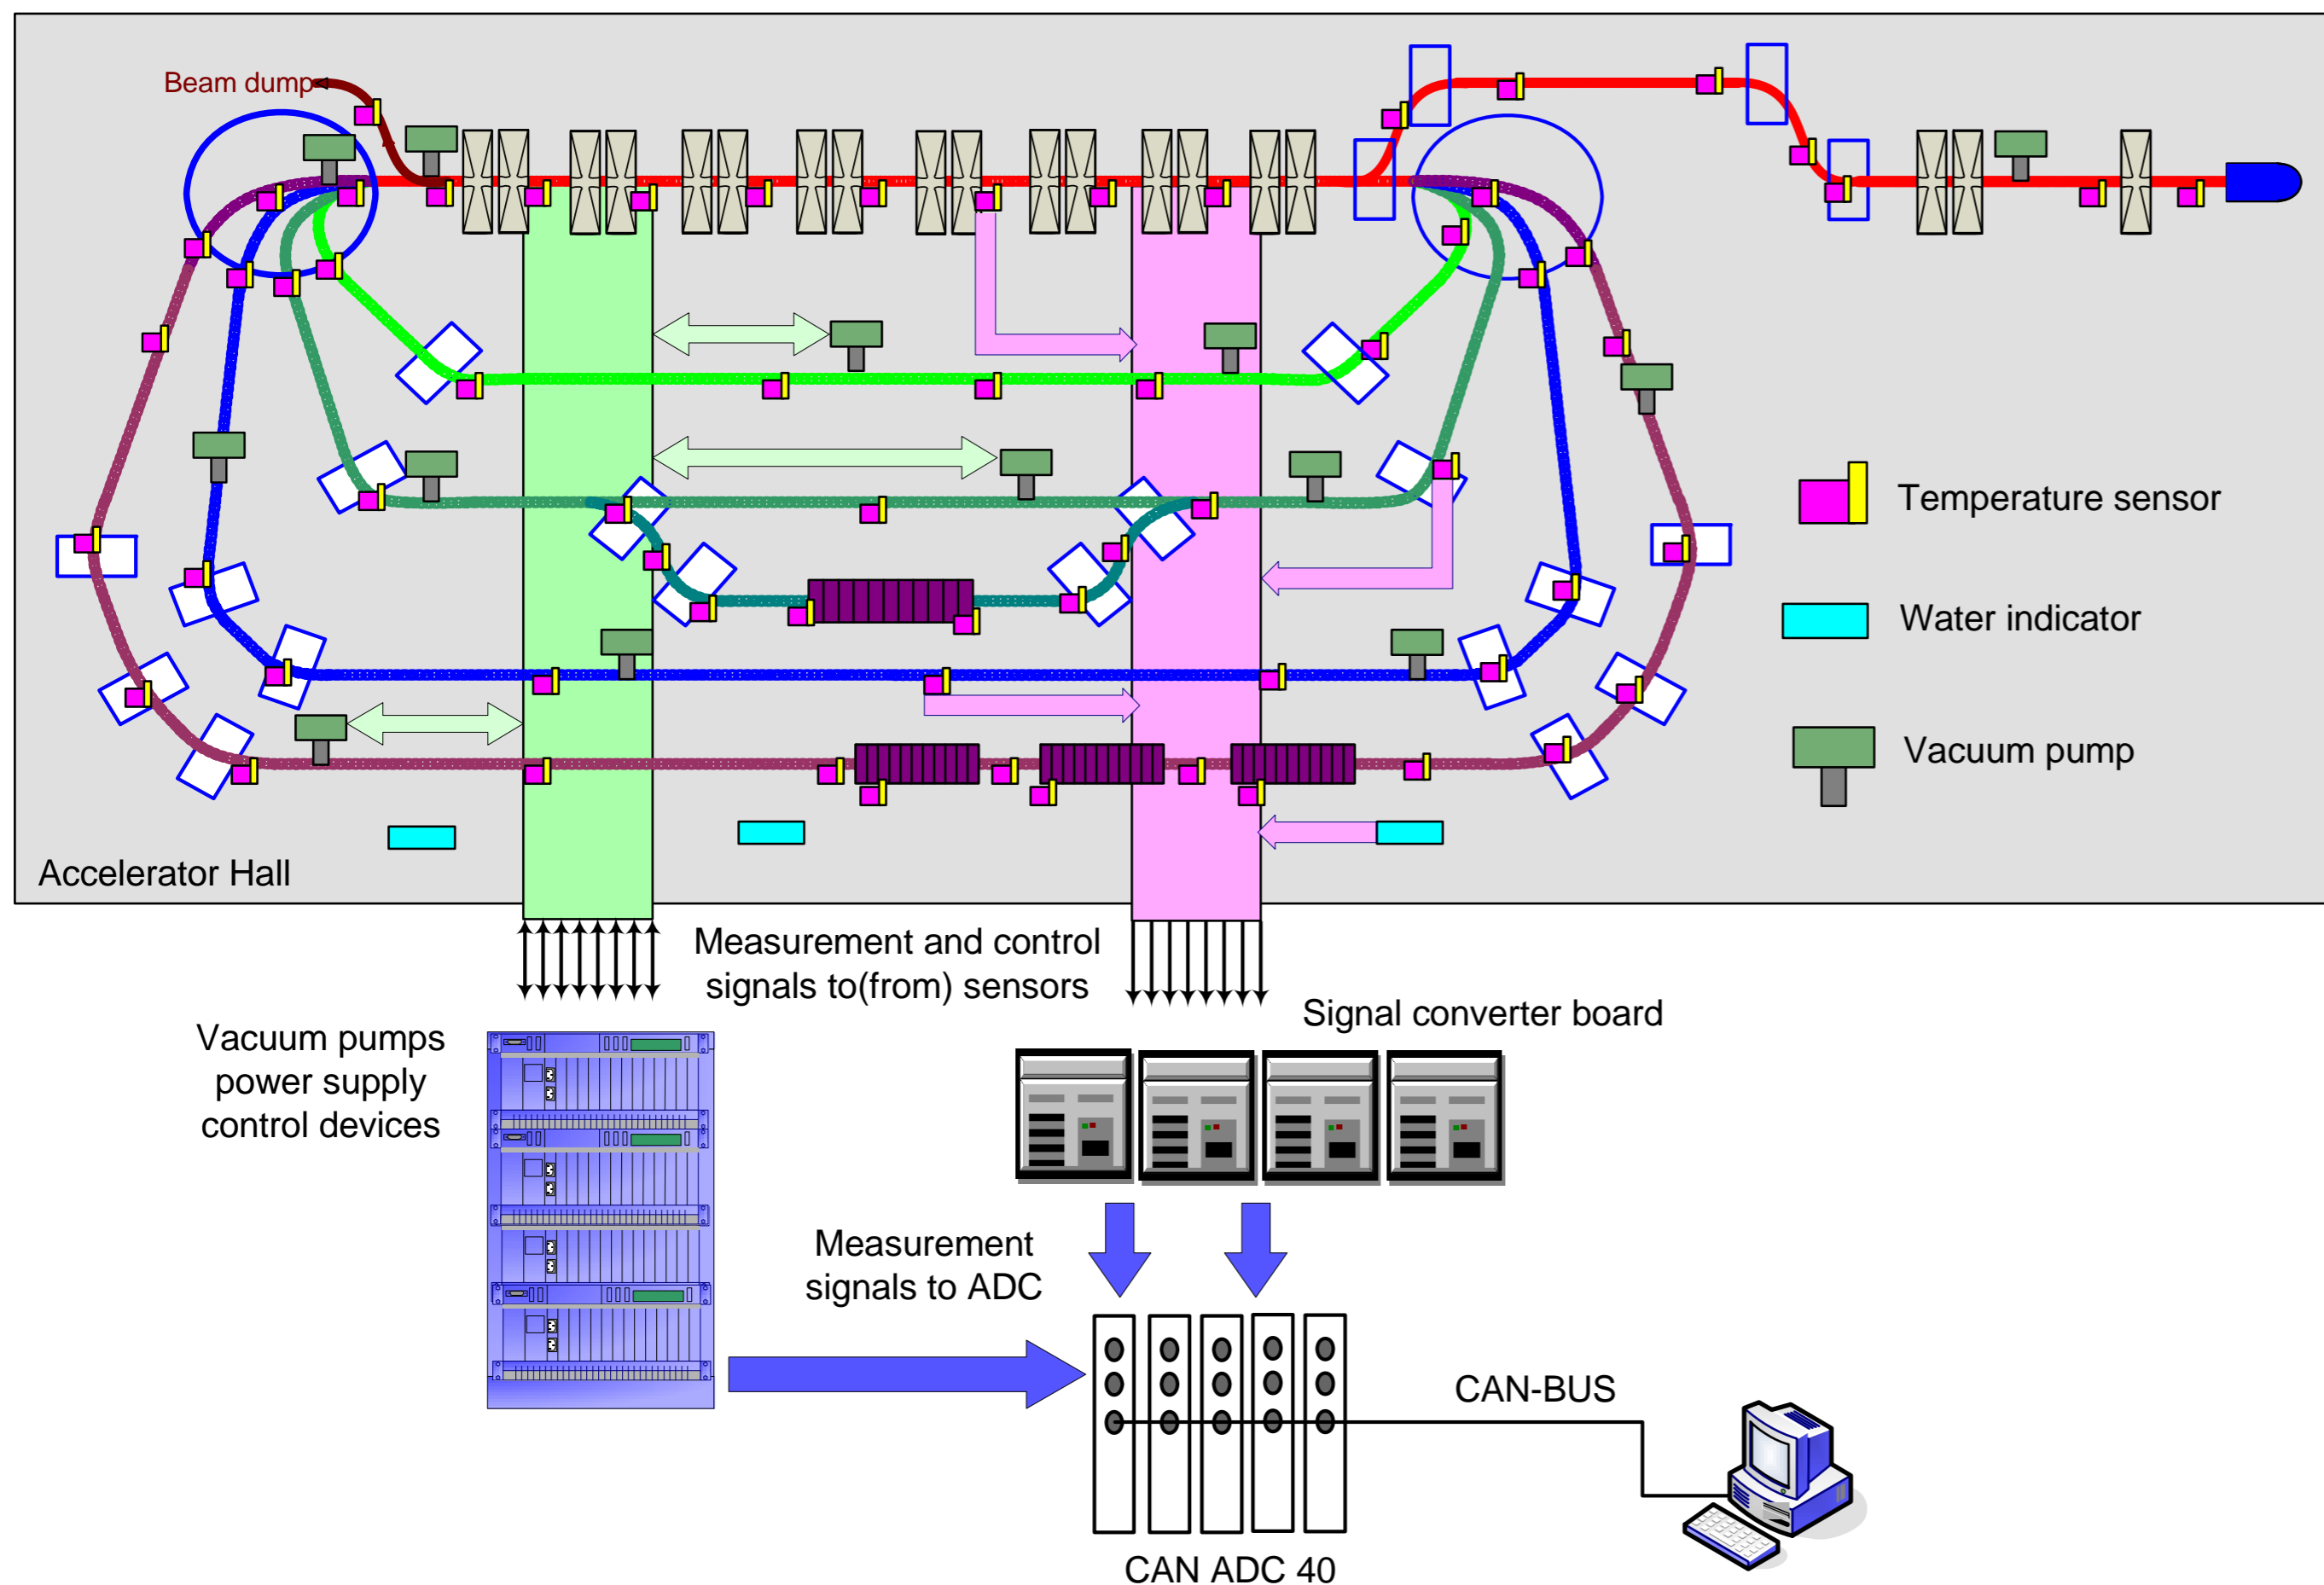 Beam dump
Temperature sensor
Water indicator
Vacuum pump
Accelerator Hall
Measurement and control
signals to(from) sensors
Signal converter board
Vacuum pumps
power supply
control devices
Measurement
signals to ADC
CAN-BUS
CAN ADC 40